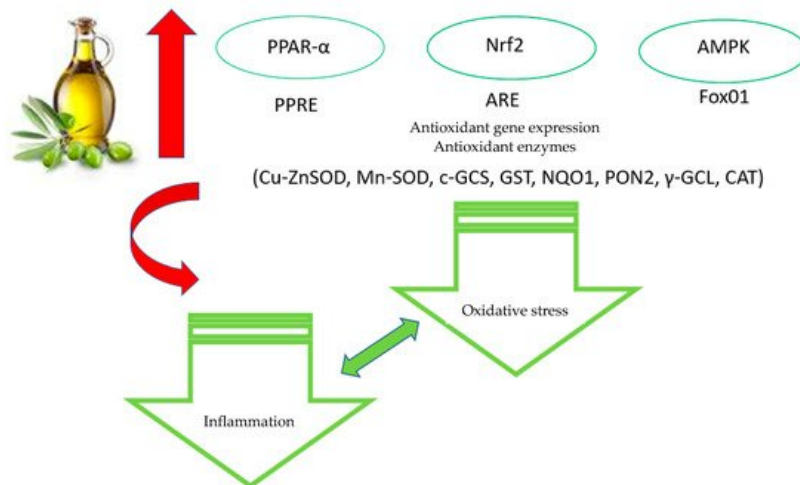 PPAR-α
Nrf2
AMPK
PPRE
ARE
Fox01
Antioxidant gene expression
Antioxidant enzymes
(Cu-ZnSOD, Mn-SOD, c-GCS, GST, NQO1, PON2, γ-GCL, CAT)
Oxidative stress
Inflammation